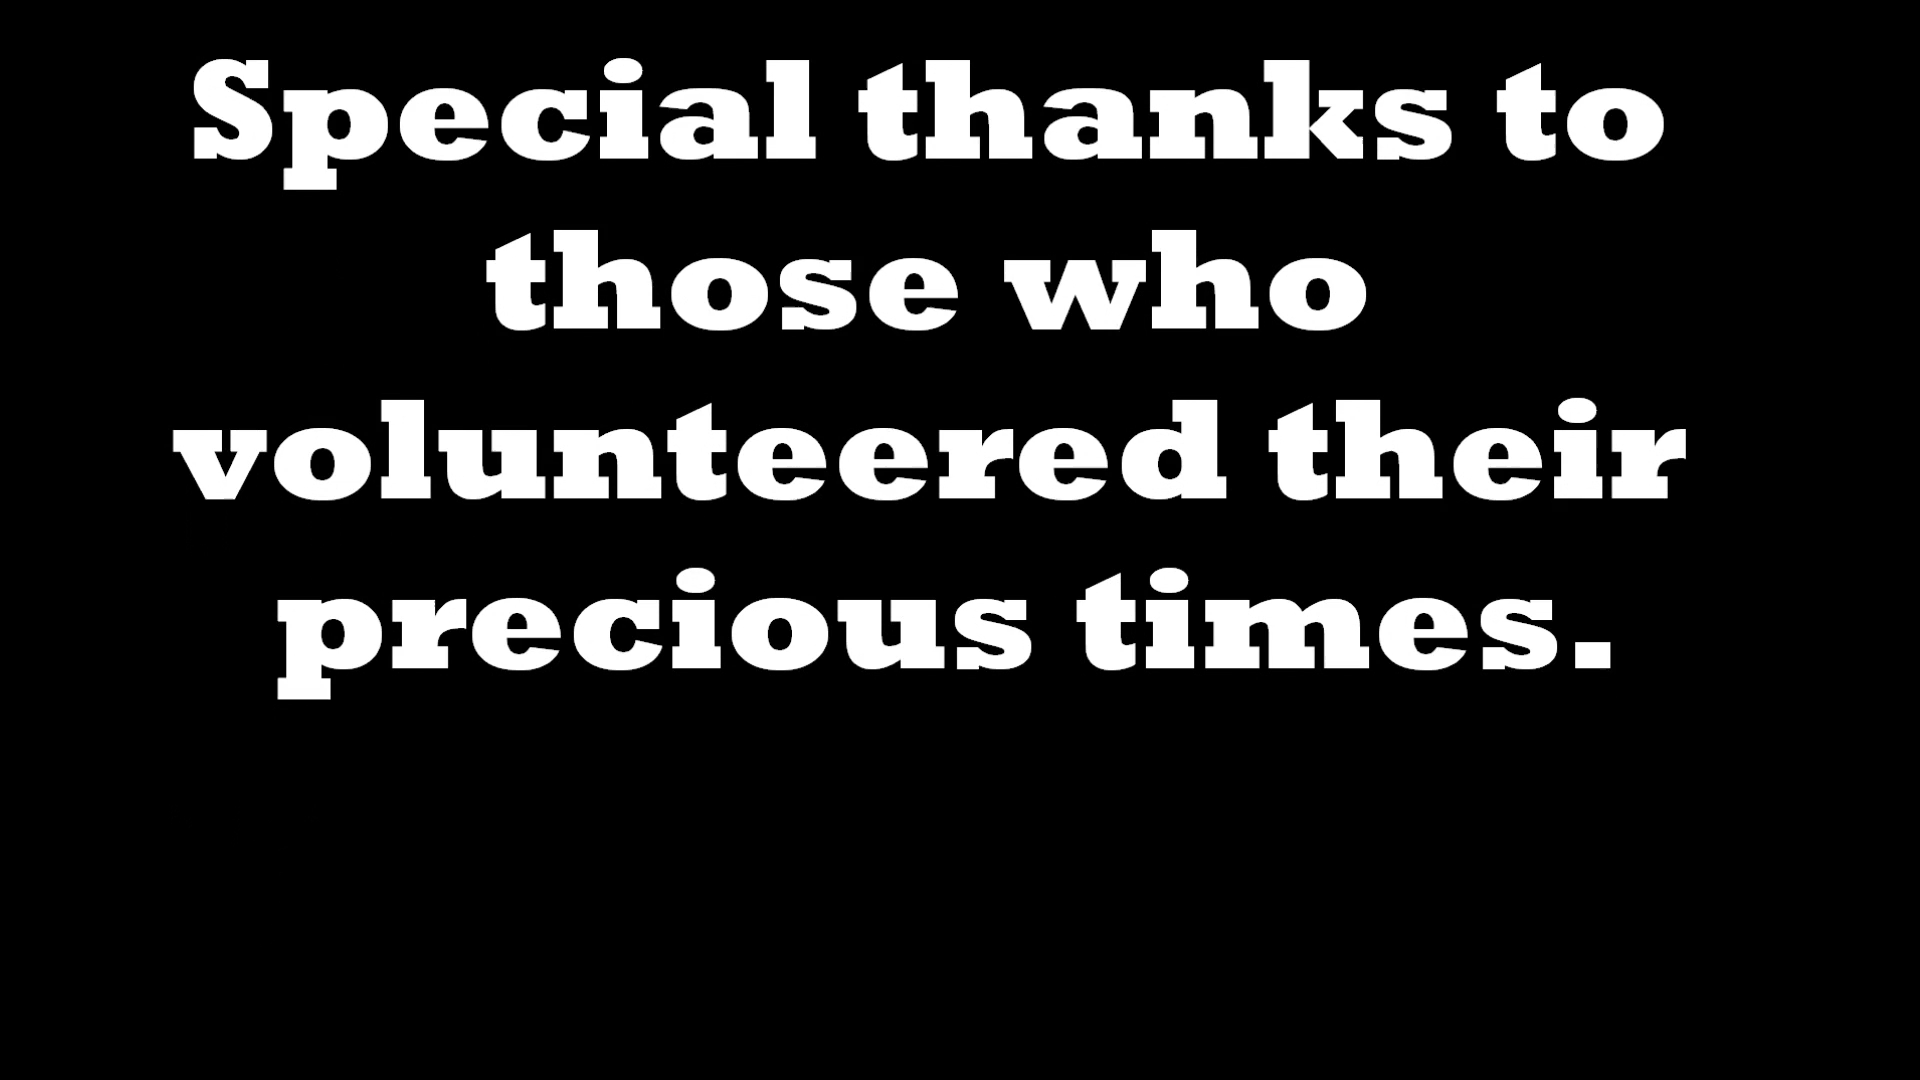 Special thanks to
those who
volunteered their
precious times.